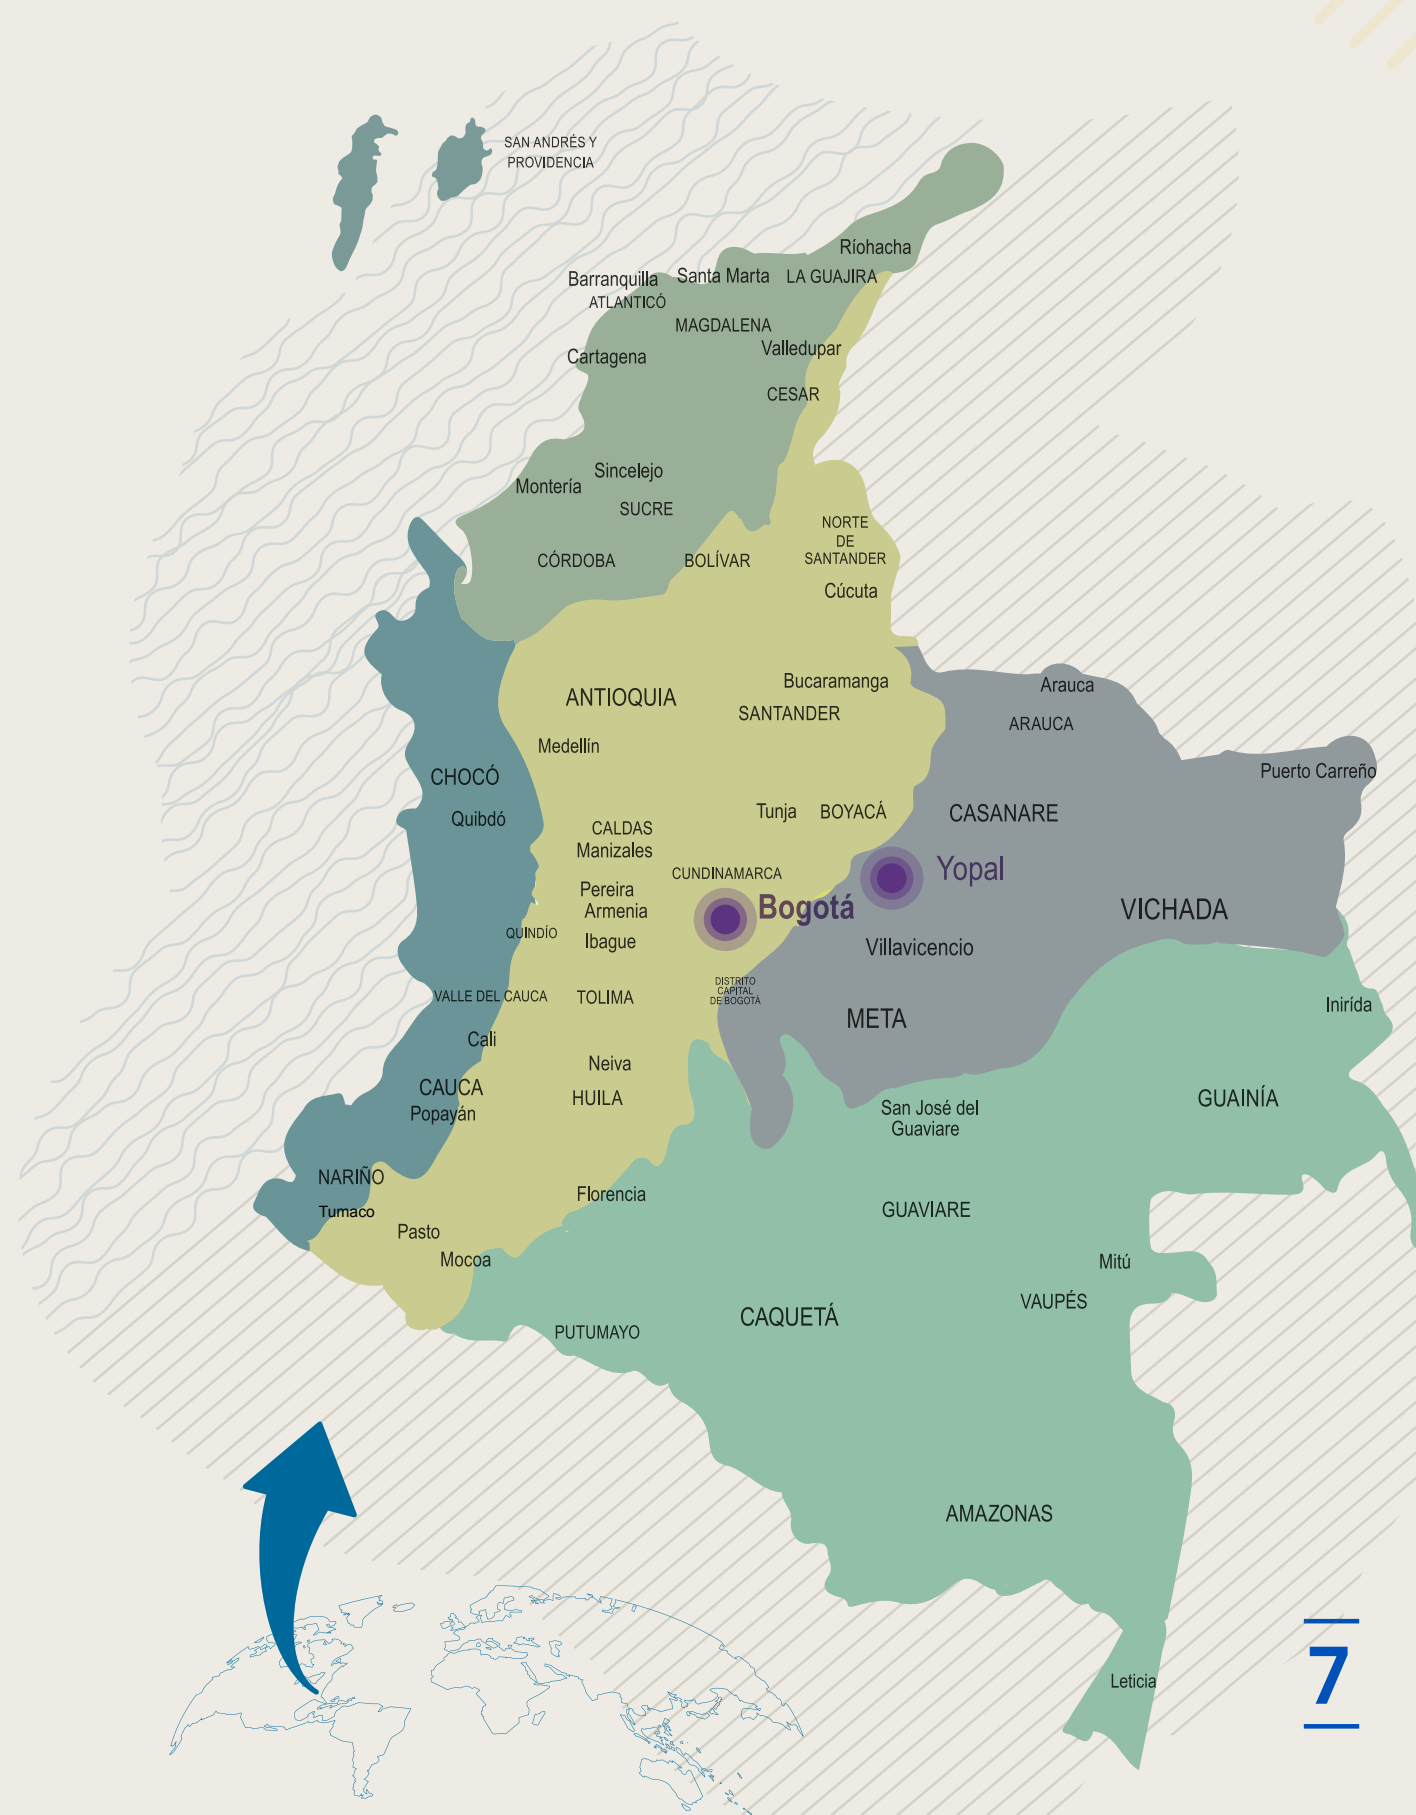 SAN ANDRÉS Y
PROVIDENCIA
Ríohacha
Barranquilla
Santa Marta
LA GUAJIRA
ATLANTICÓ
MAGDALENA
Valledupar
Cartagena
CESAR
Sincelejo
Montería
SUCRE
NORTE
DE
SANTANDER
CÓRDOBA
BOLÍVAR
Cúcuta
Bucaramanga
Arauca
ANTIOQUIA
SANTANDER
ARAUCA
Medellín
CHOCÓ
Puerto Carreño
Quibdó
Tunja
BOYACÁ
CASANARE
CALDAS
Manizales
CUNDINAMARCA
Yopal
Pereira
Armenia
Bogotá
VICHADA
QUINDÍO
Ibague
Villavicencio
DISTRITO
CAPITAL
DE BOGOTÁ
VALLE DEL CAUCA
TOLIMA
META
Inirída
Cali
Neiva
CAUCA
HUILA
GUAINÍA
Popayán
San José del
Guaviare
NARIÑO
Florencia
Tumaco
GUAVIARE
Pasto
Mocoa
Mitú
VAUPÉS
CAQUETÁ
PUTUMAYO
AMAZONAS
Leticia
7